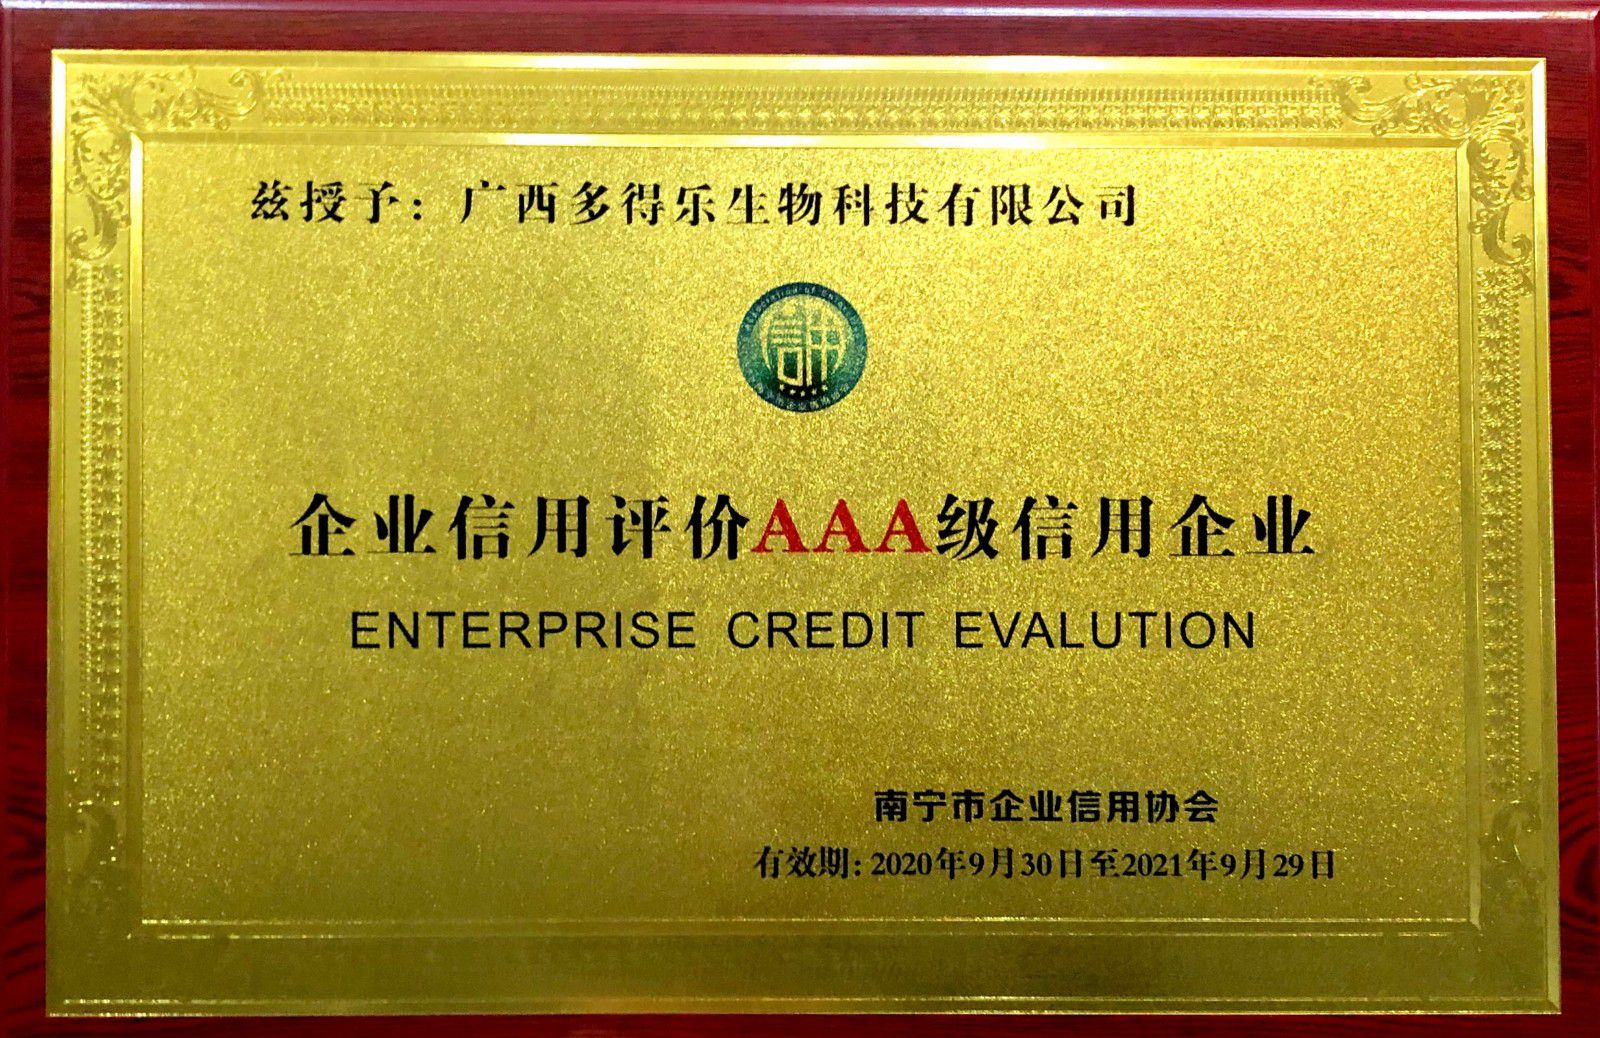 兹授予：广西多得乐生物科技有限公司
企业信用评价AAA级信用企业
ENTERPRISE CREDIT EVALUTION
南宁市企业信用协会
有效期：2020年9月30日至2021年9月29日